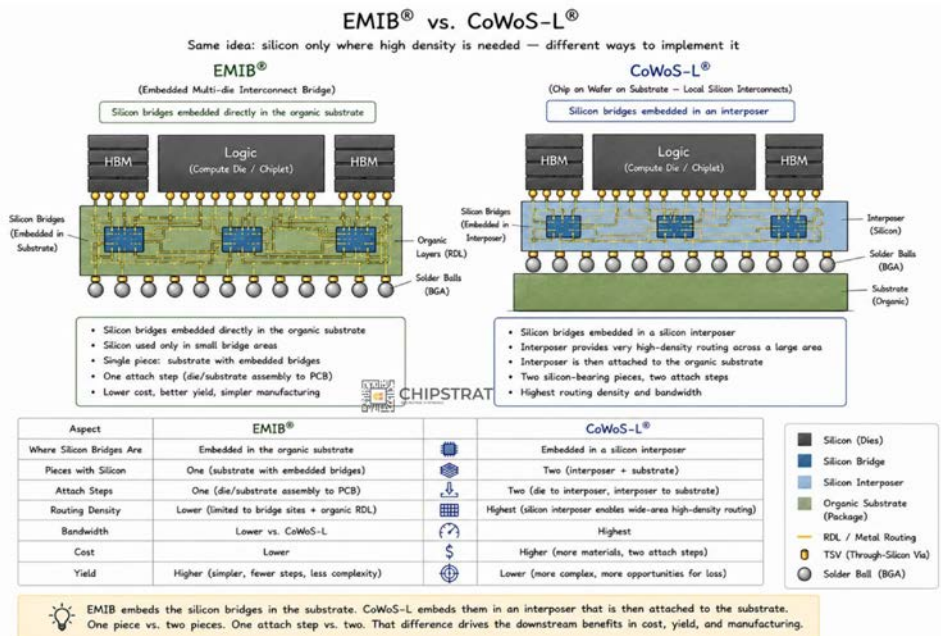 EMIB® vs. CoWoS-L®
Same idea: silicon only where high density is needed — different ways to implement it
EMIB®
(Embedded Multi-die Interconnect Bridge)
Silicon bridges embedded directly in the organic substrate
HBM
Logic
(Compute Die / Chiplet)
HBM
Silicon Bridges
(Embedded in
Substrate)
Organic
Layers (RDL)
Solder Balls
(BGA)
• Silicon bridges embedded directly in the organic substrate
• Silicon used only in small bridge areas
• Single piece: substrate with embedded bridges
• One attach step (die/substrate assembly to PCB)
• Lower cost, better yield, simpler manufacturing
CoWoS-L®
(Chip on Wafer on Substrate — Local Silicon Interconnects)
Silicon bridges embedded in an interposer
HBM
Logic
(Compute Die / Chiplet)
HBM
Silicon Bridges
(Embedded in
Interposer)
Interposer
(Silicon)
Solder Balls
(BGA)
Substrate
(Organic)
• Silicon bridges embedded in a silicon interposer
• Interposer provides very high-density routing across a large area
• Interposer is then attached to the organic substrate
• Two silicon-bearing pieces, two attach steps
• Highest routing density and bandwidth
CHIPSTRAT
Aspect EMIB® CoWoS-L®
Where Silicon Bridges Are Embedded in the organic substrate Embedded in a silicon interposer
Pieces with Silicon One (substrate with embedded bridges) Two (interposer + substrate)
Attach Steps One (die/substrate assembly to PCB) Two (die to interposer, interposer to substrate)
Routing Density Lower (limited to bridge sites + organic RDL) Highest (silicon interposer enables wide-area high-density routing)
Bandwidth Lower vs. CoWoS-L Highest
Cost Lower $ Higher (more materials, two attach steps)
Yield Higher (simpler, fewer steps, less complexity) Lower (more complex, more opportunities for loss)
Silicon (Dies)
Silicon Bridge
Silicon Interposer
Organic Substrate
(Package)
RDL / Metal Routing
TSV (Through-Silicon Via)
Solder Ball (BGA)
EMIB embeds the silicon bridges in the substrate. CoWoS-L embeds them in an interposer that is then attached to the substrate.
One piece vs. two pieces. One attach step vs. two. That difference drives the downstream benefits in cost, yield, and manufacturing.